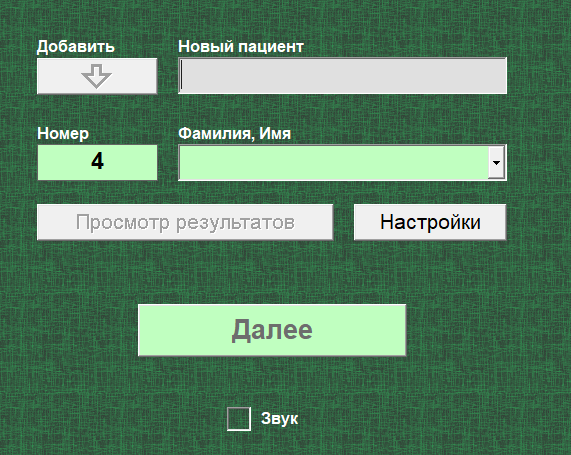 Добавить
Новый пациент
Номер
Фамилия, Имя
4
Просмотр результатов
Настройки
Далее
Звук